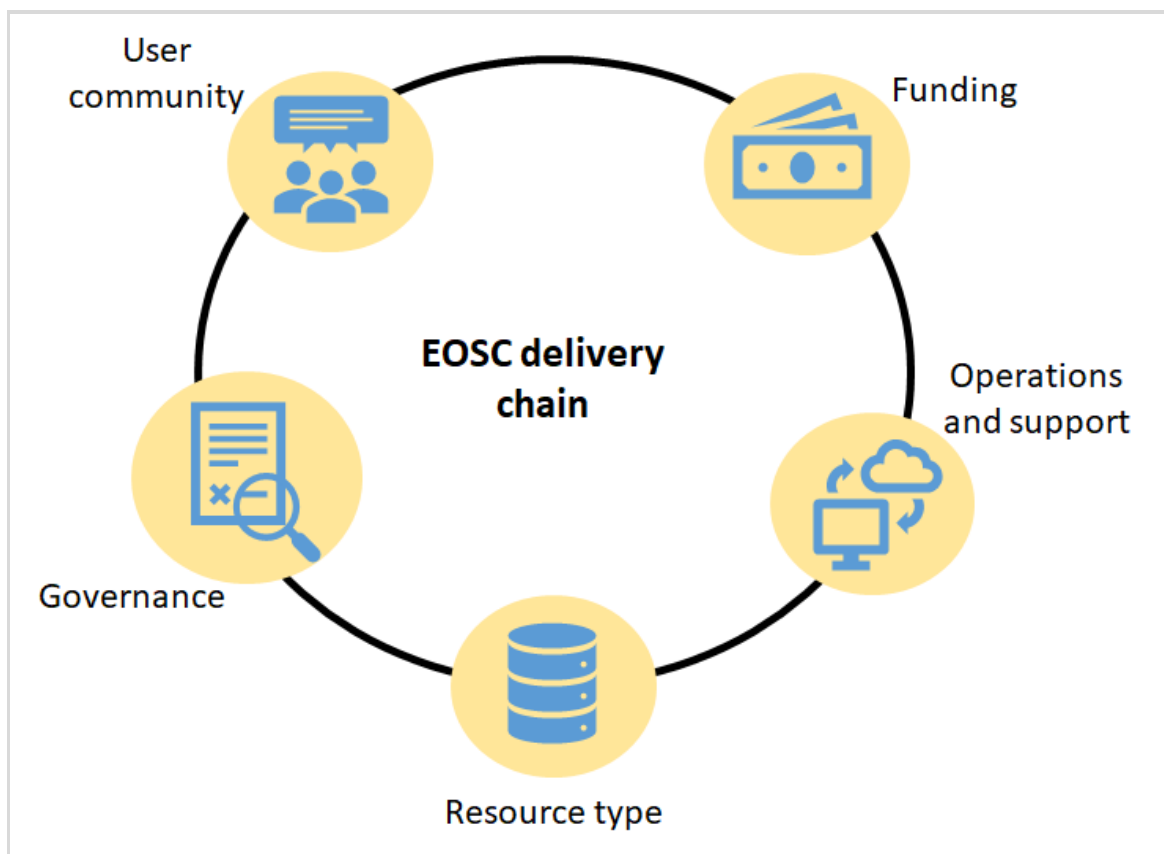 User
community
Funding
EOSC delivery
chain
Operations
and support
Governance
Resource type